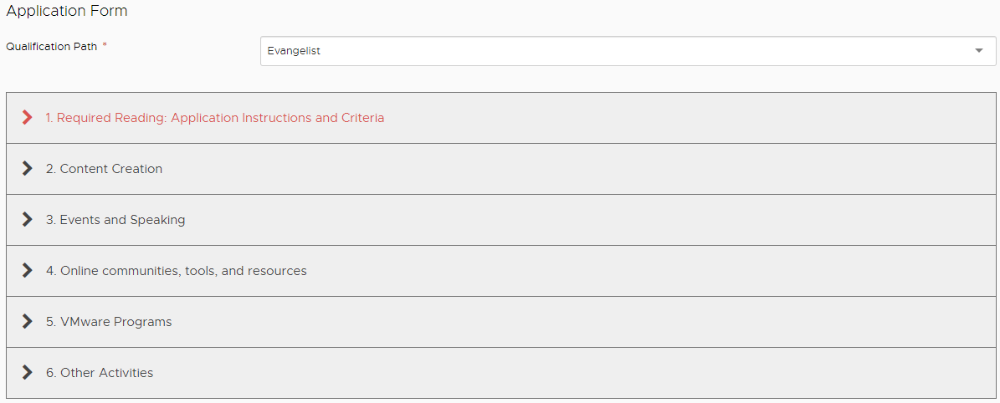 Application Form
Qualification Path *
Evangelist
1. Required Reading: Application Instructions and Criteria
2. Content Creation
3. Events and Speaking
4. Online communities, tools, and resources
5. VMware Programs
6. Other Activities